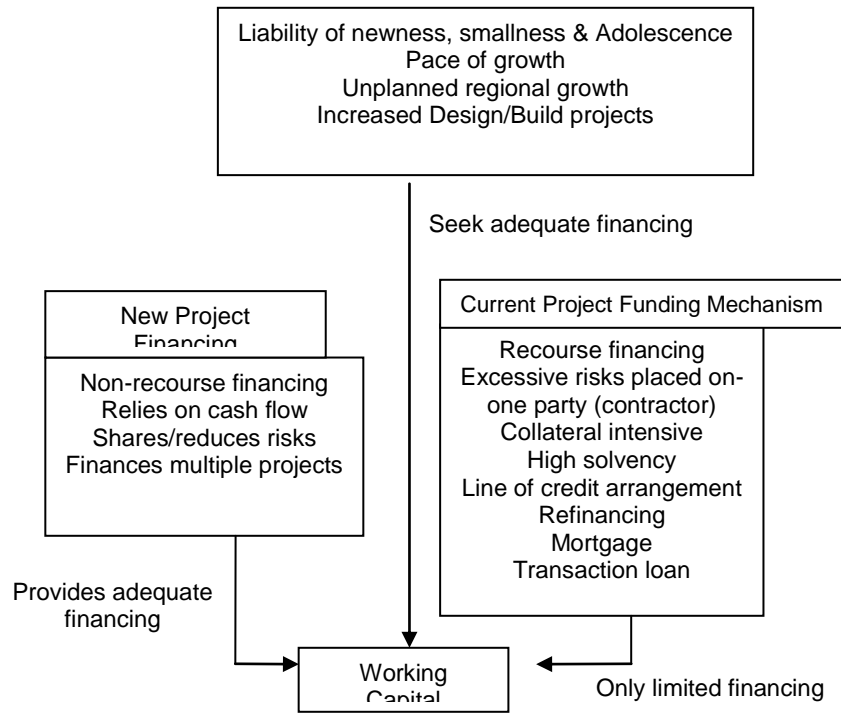 Liability of newness, smallness & Adolescence
Pace of growth
Unplanned regional growth
Increased Design/Build projects
Seek adequate financing
New Project
Financing
Non-recourse financing
Relies on cash flow
Shares/reduces risks
Finances multiple projects
Current Project Funding Mechanism
Recourse financing
Excessive risks placed on-
one party (contractor)
Collateral intensive
High solvency
Line of credit arrangement
Refinancing
Mortgage
Transaction loan
Provides adequate
financing
Working
Capital
Only limited financing